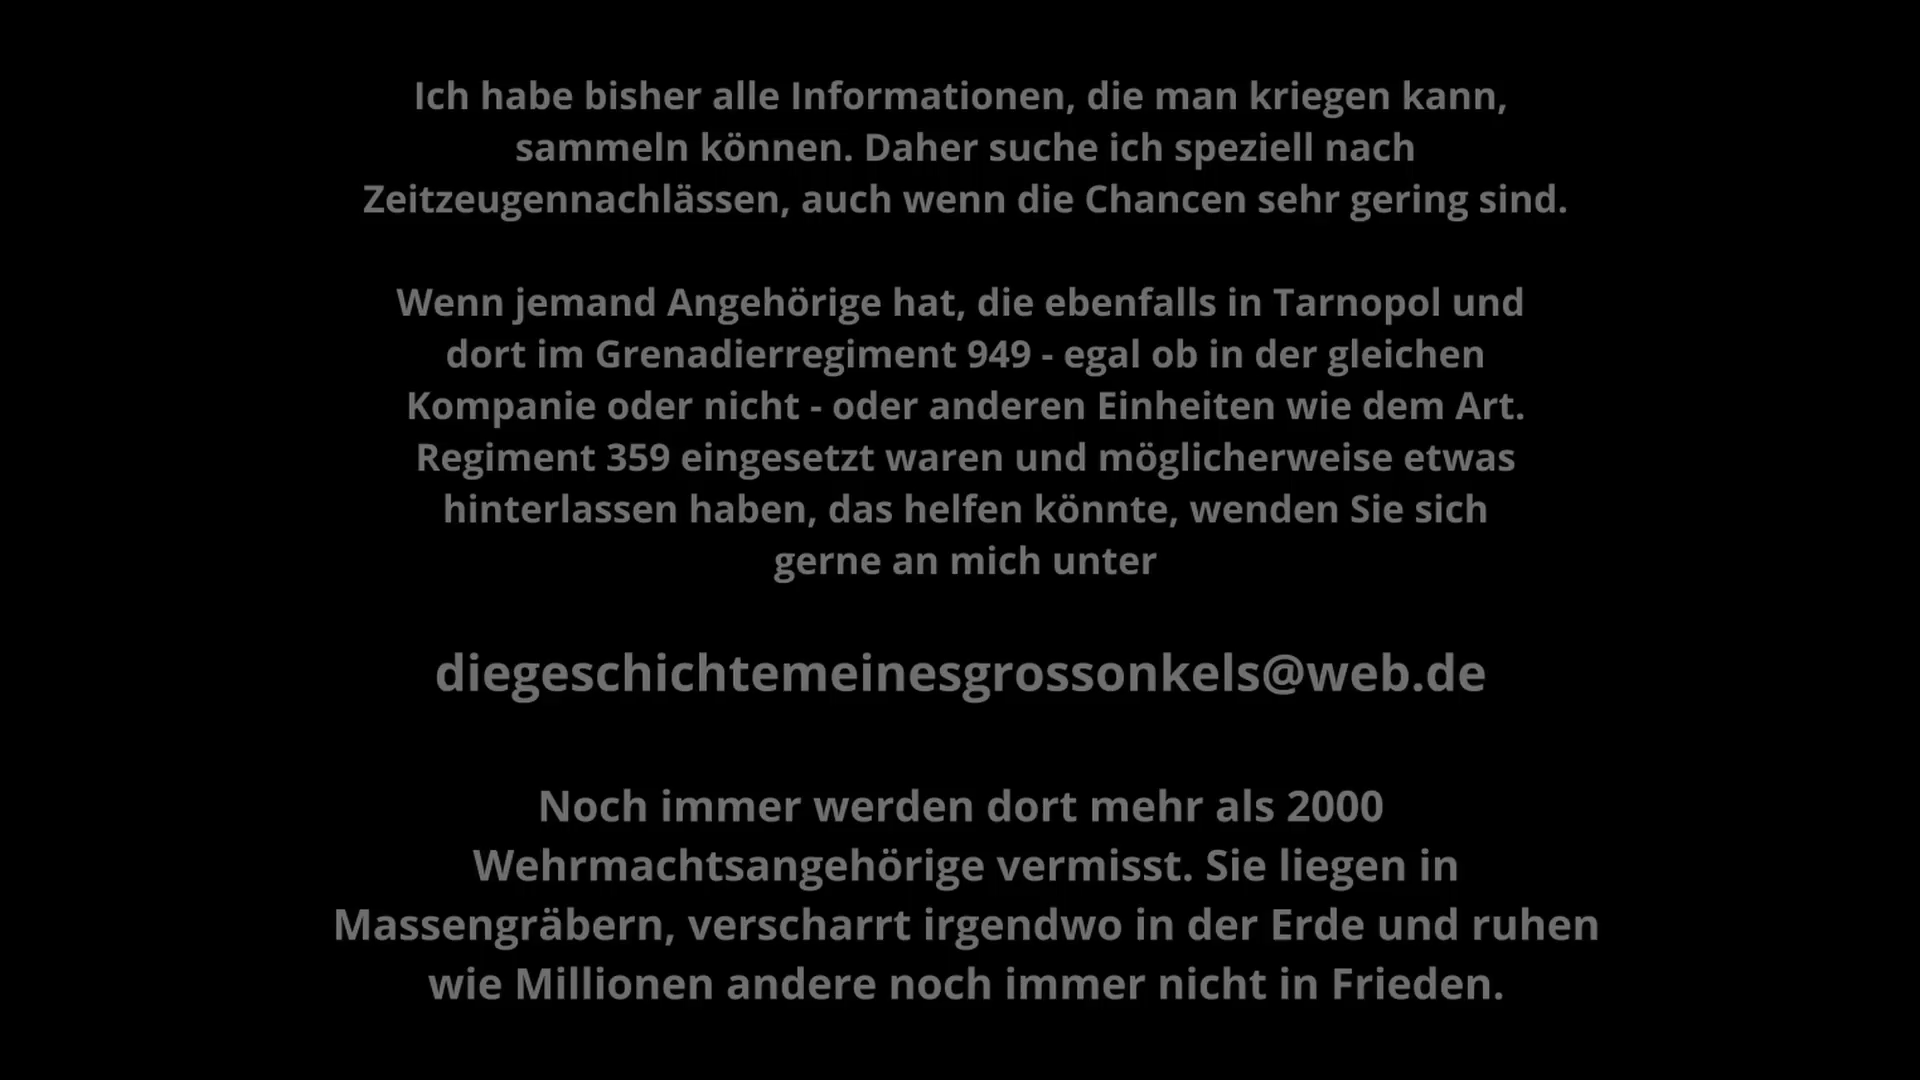 Ich habe bisher alle Informationen, die man kriegen kann,
sammeln können. Daher suche ich speziell nach
Zeitzeugennachlässen, auch wenn die Chancen sehr gering sind.
Wenn jemand Angehörige hat, die ebenfalls in Tarnopol und
dort im Grenadierregiment 949 - egal ob in der gleichen
Kompanie oder nicht - oder anderen Einheiten wie dem Art.
Regiment 359 eingesetzt waren und möglicherweise etwas
hinterlassen haben, das helfen könnte, wenden Sie sich
gerne an mich unter
diegeschichtemeinesgrossonkels@web.de
Noch immer werden dort mehr als 2000
Wehrmachtsangehörige vermisst. Sie liegen in
Massengräbern, verscharrt irgendwo in der Erde und ruhen
wie Millionen andere noch immer nicht in Frieden.